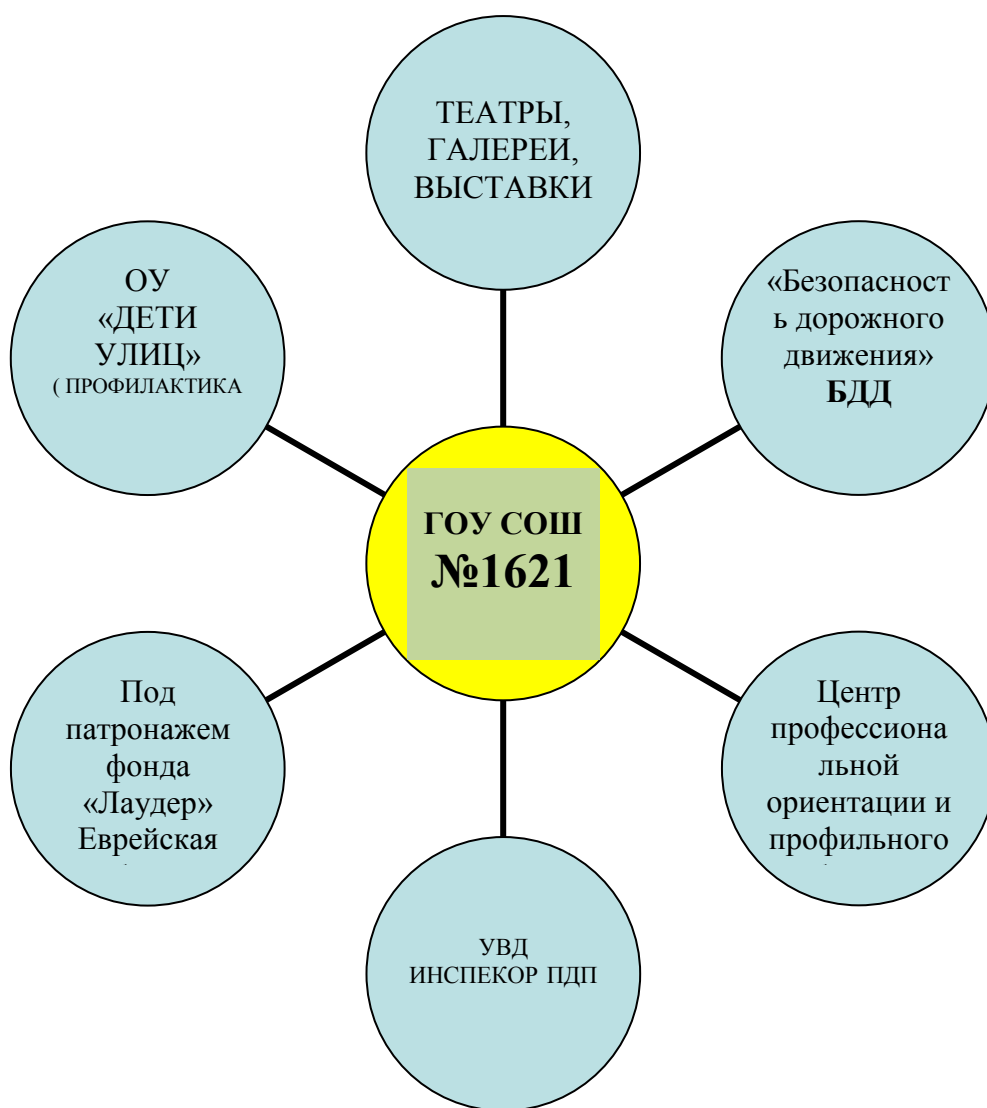 ТЕАТРЫ,
ГАЛЕРЕИ,
ВЫСТАВКИ
ОУ
«ДЕТИ
УЛИЦ»
( ПРОФИЛАКТИКА
«Безопасност
ь дорожного
движения»
БДД
ГОУ СОШ
№1621
Под
патронажем
фонда
«Лаудер»
Еврейская
Центр
профессиона
льной
ориентации и
профильного
УВД
ИНСПЕКОР ПДП